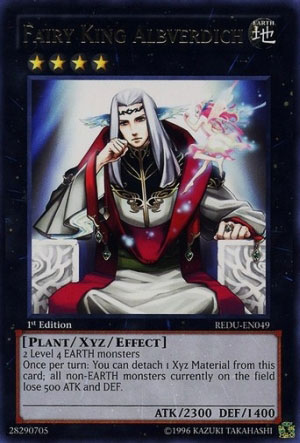 FAIRY KING ALBVERDICH
EARTH
地
REDU-EN049
1st Edition
[PLANT/XYZ/EFFECT]
2 Level 4 EARTH monsters
Once per turn: You can detach 1 Xyz Material from
this card; all non-EARTH monsters currently on the field
lose 500 ATK and DEF.
ATK/2300 DEF/1400
28290705
©1996 KAZUKI TAKAHASHI